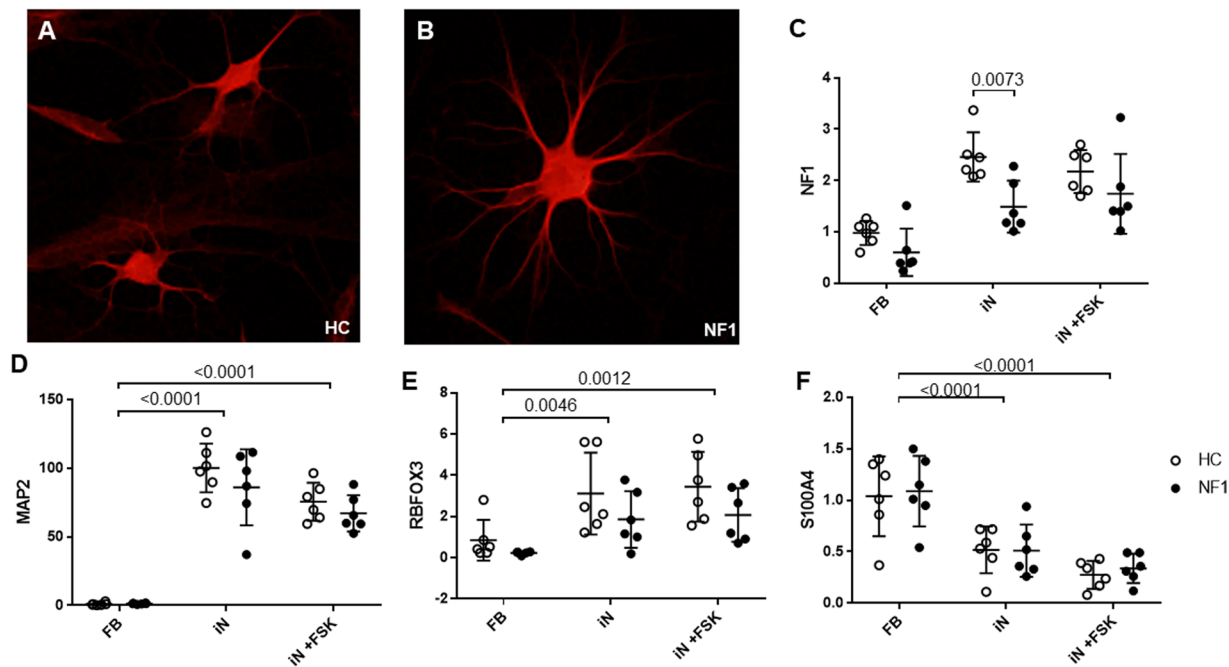 A
HC
B
NF1
C
NF1
4
3
2
1
0
0.0073
FB
iN
iN +FSK
D
MAP2
150
100
50
0
<0.0001
<0.0001
FB
iN
iN +FSK
E
RBFOX3
8
6
4
2
0
-2
0.0012
0.0046
FB
iN
iN +FSK
F
S100A4
2.0
1.5
1.0
0.5
0.0
<0.0001
<0.0001
FB
iN
iN +FSK
HC
NF1